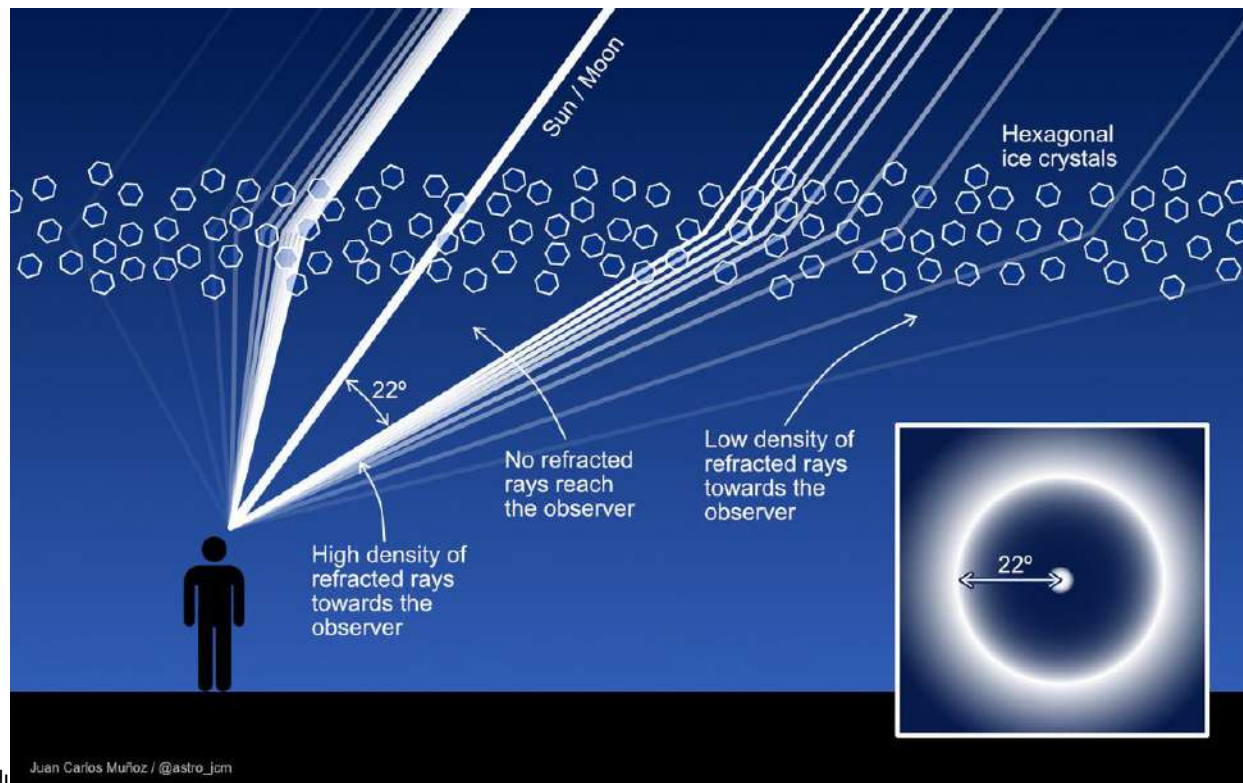 Sun / Moon
Hexagonal
ice crystals
22º
No refracted
rays reach
the observer
Low density of
refracted rays
towards the
observer
High density of
refracted rays
towards the
observer
22º
Juan Carlos Muñoz / @astro_jcm